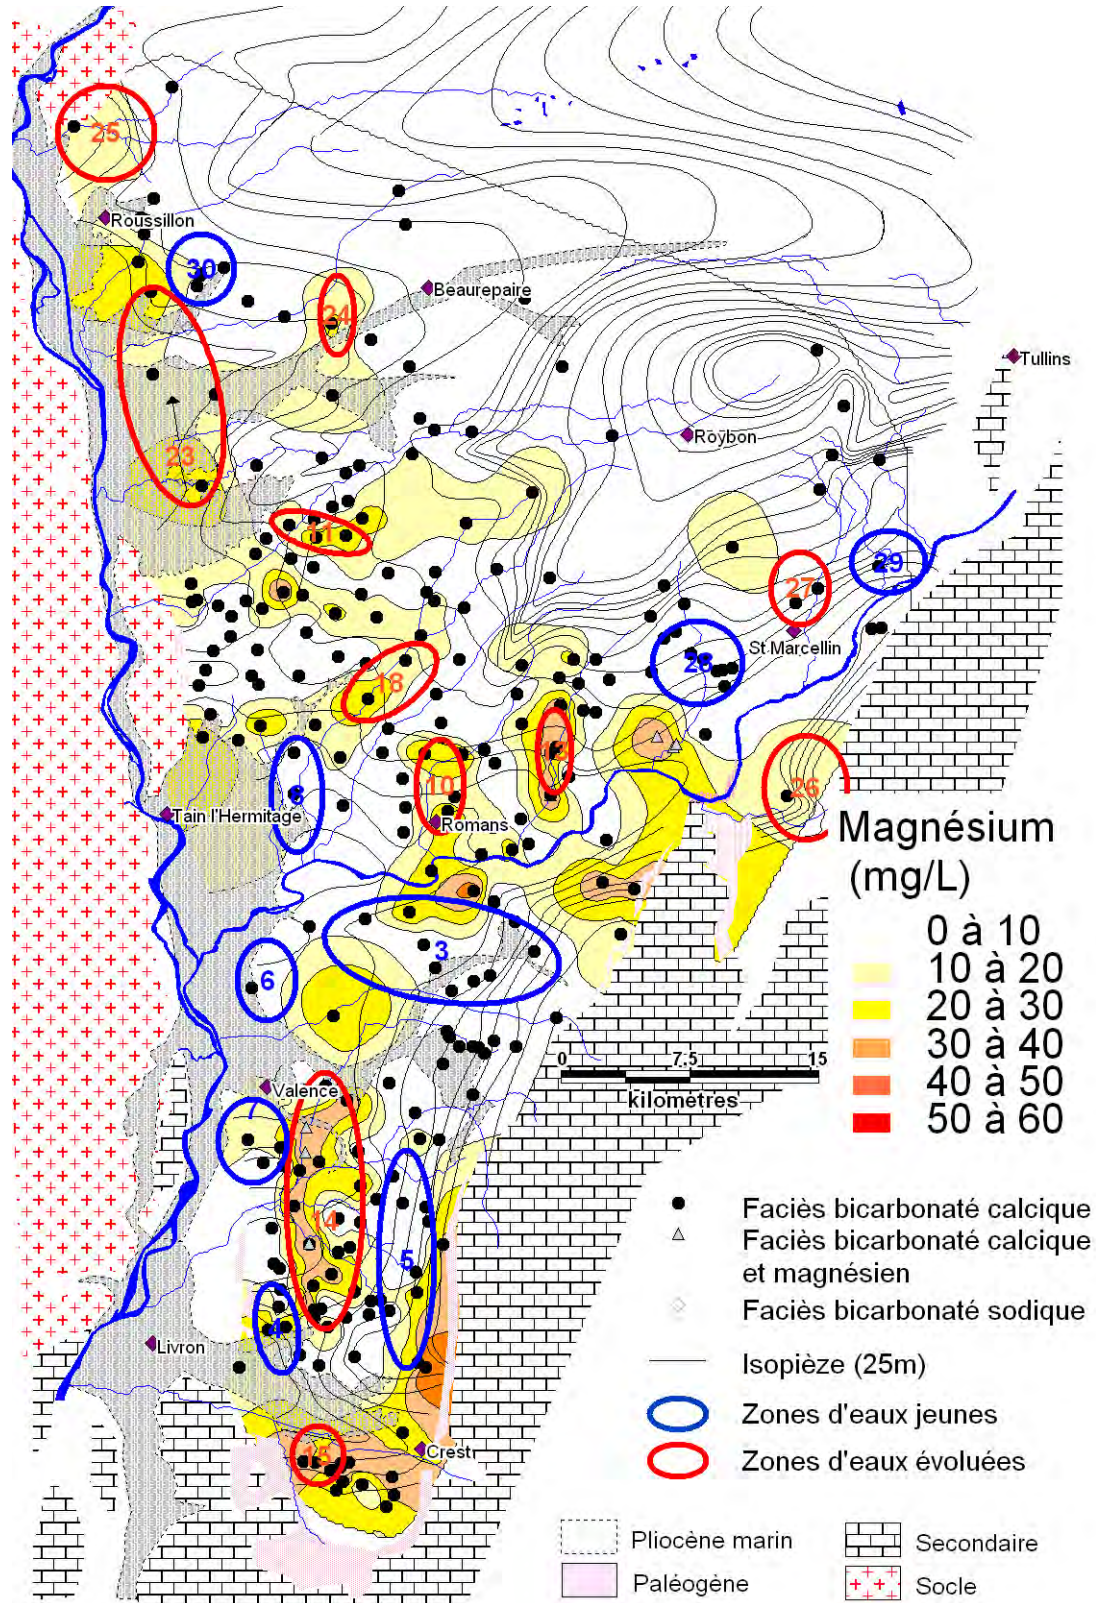 25
Roussillon
30
Beaurepaire
24
Tullins
Roybon
23
11
29
27
St Marcellin
28
18
13
10
26
8
Tain l'Hermitage
Romans
Magnésium
(mg/L)
0 à 10
10 à 20
20 à 30
30 à 40
40 à 50
50 à 60
3
6
0 7.5 15
kilomètres
Valence
7
14
5
4
Livron
15
Crest
Faciès bicarbonaté calcique
Faciès bicarbonaté calcique
et magnésien
Faciès bicarbonaté sodique
Isopièze (25m)
Zones d'eaux jeunes
Zones d'eaux évoluées
Pliocène marin
Secondaire
Paléogène
Socle